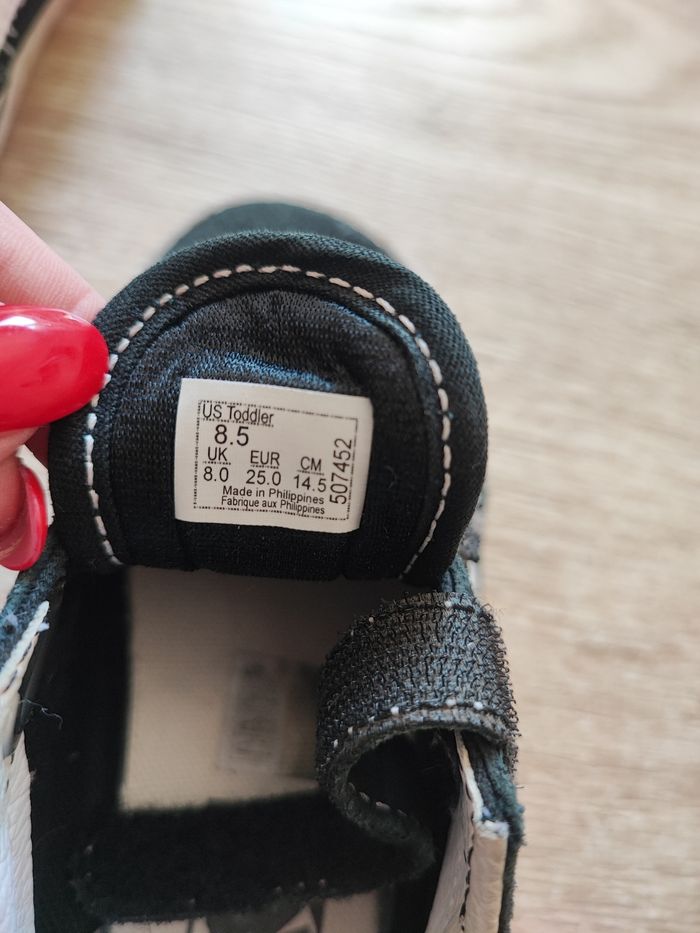 US Toddler
8.5
UK EUR CM
8.0 25.0 14.5
Made in Philippines
Fabrique aux Philippines
507452